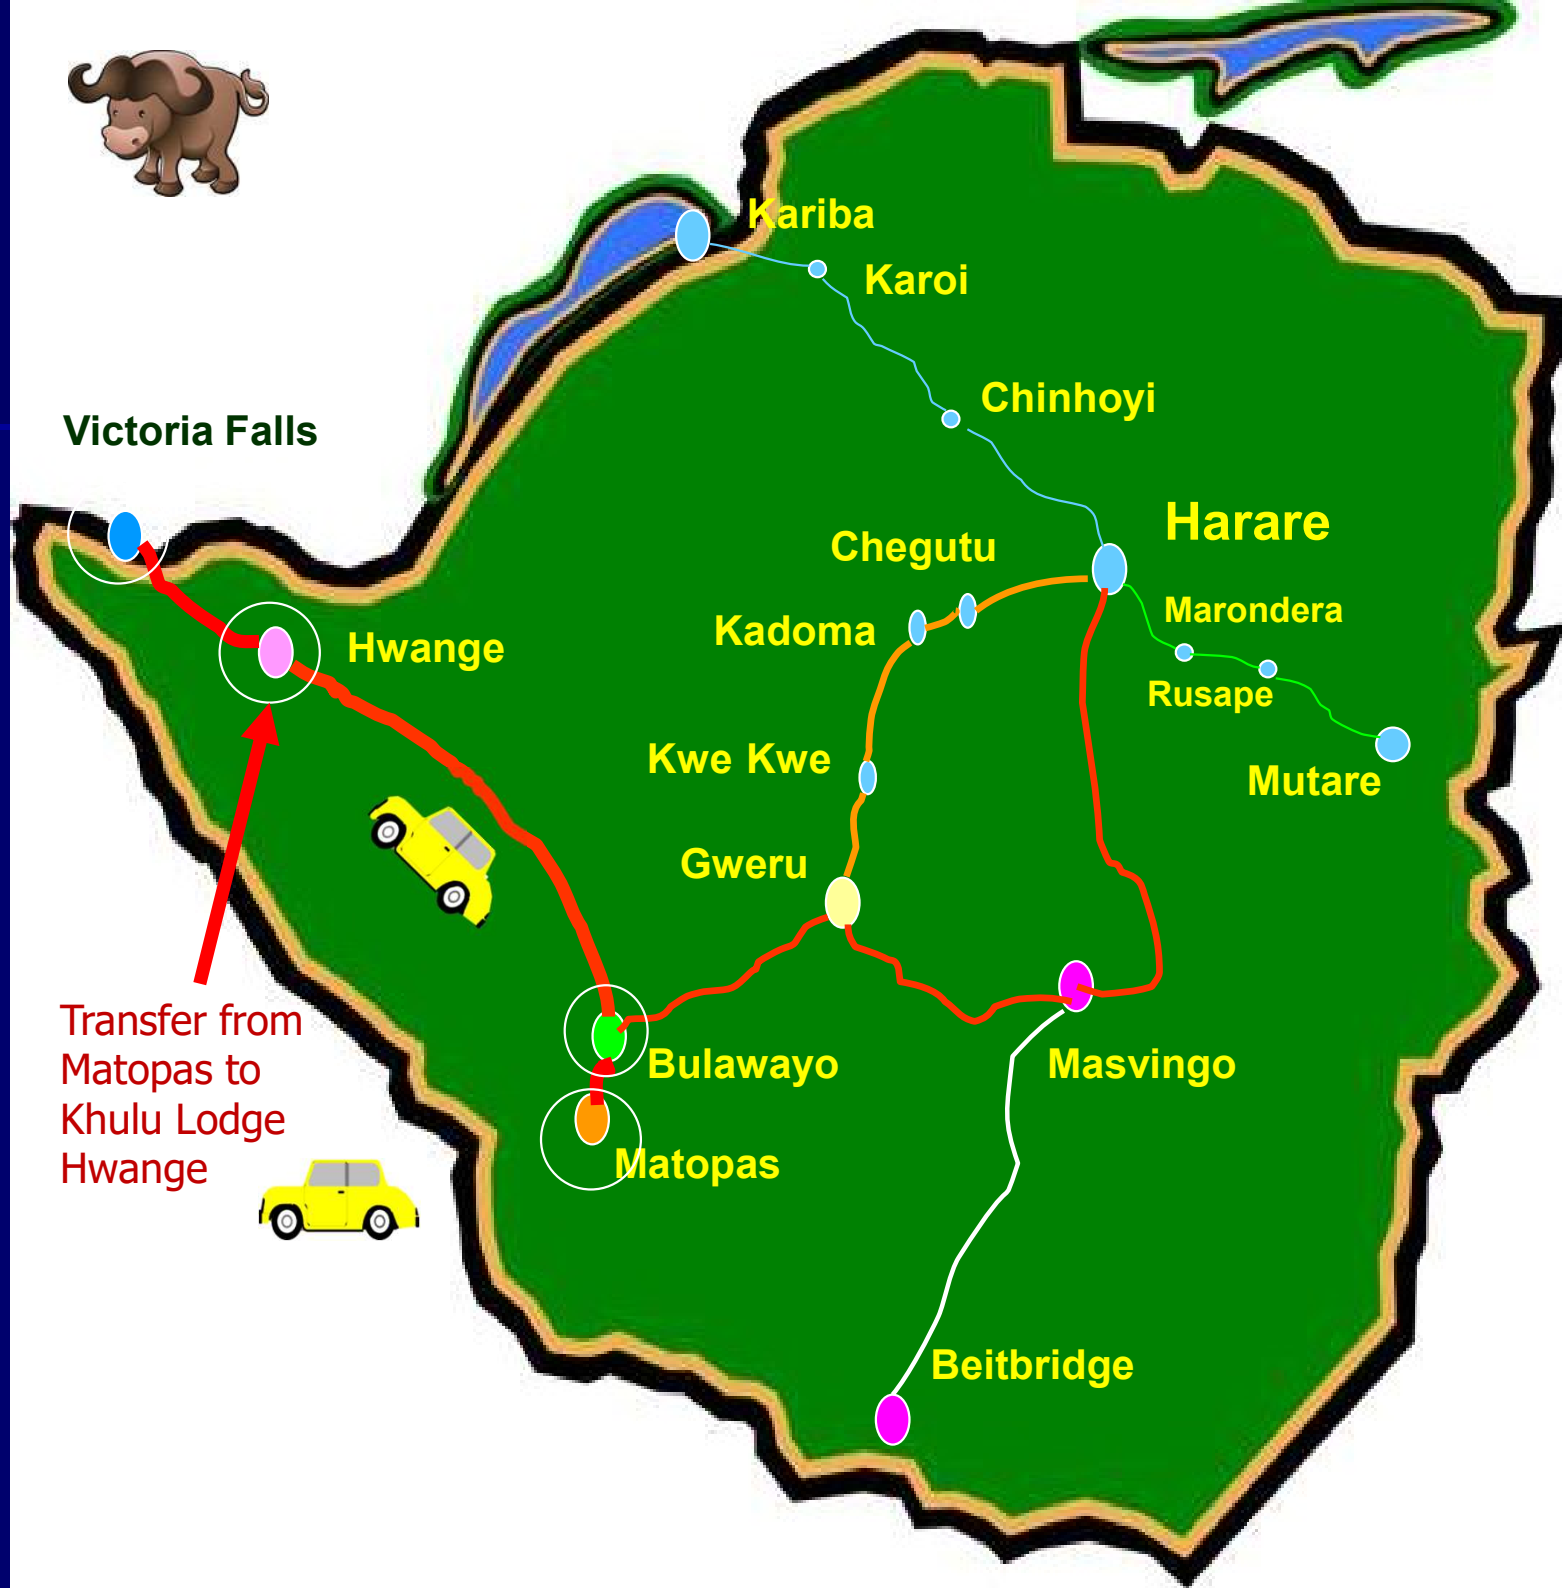 Kariba
Karoi
Chinhoyi
Victoria Falls
Harare
Chegutu
Marondera
Kadoma
Hwange
Rusape
Kwe Kwe
Mutare
Gweru
Transfer from
Matopas to
Khulu Lodge
Hwange
Bulawayo
Masvingo
Matopas
Beitbridge